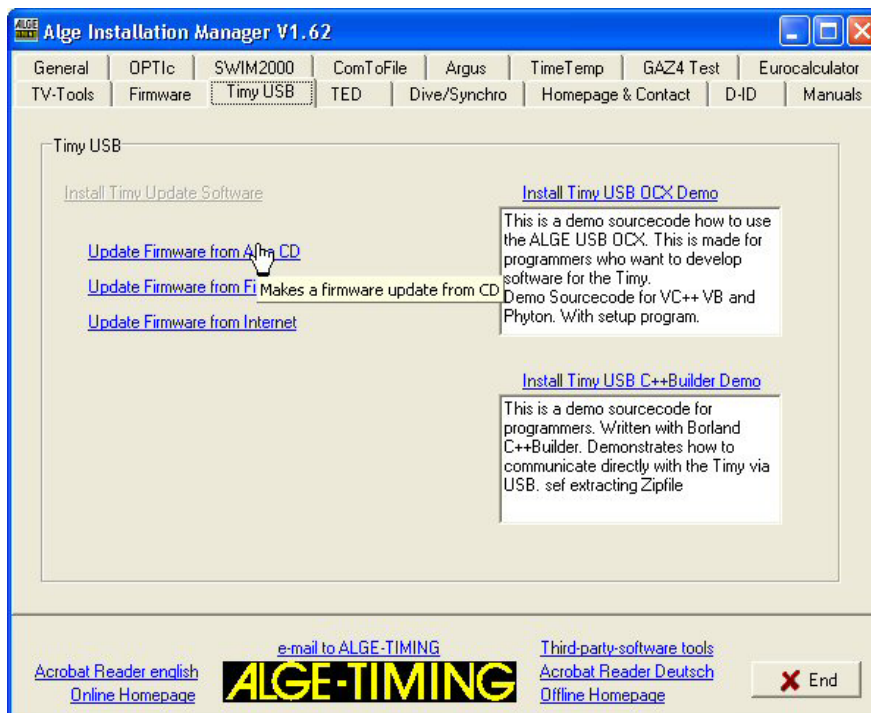 Alge Installation Manager V1.62
General OPTIc SWIM2000 ComToFile Argus TimeTemp GAZ4 Test Eurocalculator
TV-Tools Firmware Timy USB TED Dive/Synchro Homepage & Contact D-ID Manuals
Timy USB
Install Timy Update Software
Update Firmware from CD
Update Firmware from
Makes a firmware update from CD
Update Firmware from Internet
Install Timy USB OCX Demo
This is a demo sourcecode how to use
the ALGE USB OCX. This is made for
programmers who want to develop
software for the Timy.
Demo Sourcecode for VC++ VB and
Phyton. With setup program.
Install Timy USB C++Builder Demo
This is a demo sourcecode for
programmers. Written with Borland
C++Builder. Demonstrates how to
communicate directly with the Timy via
USB. sef extracting Zipfile
e-mail to ALGE-TIMING
Third-party-software tools
Acrobat Reader english
ALGE-TIMING
Acrobat Reader Deutsch
End
Online Homepage
Offline Homepage